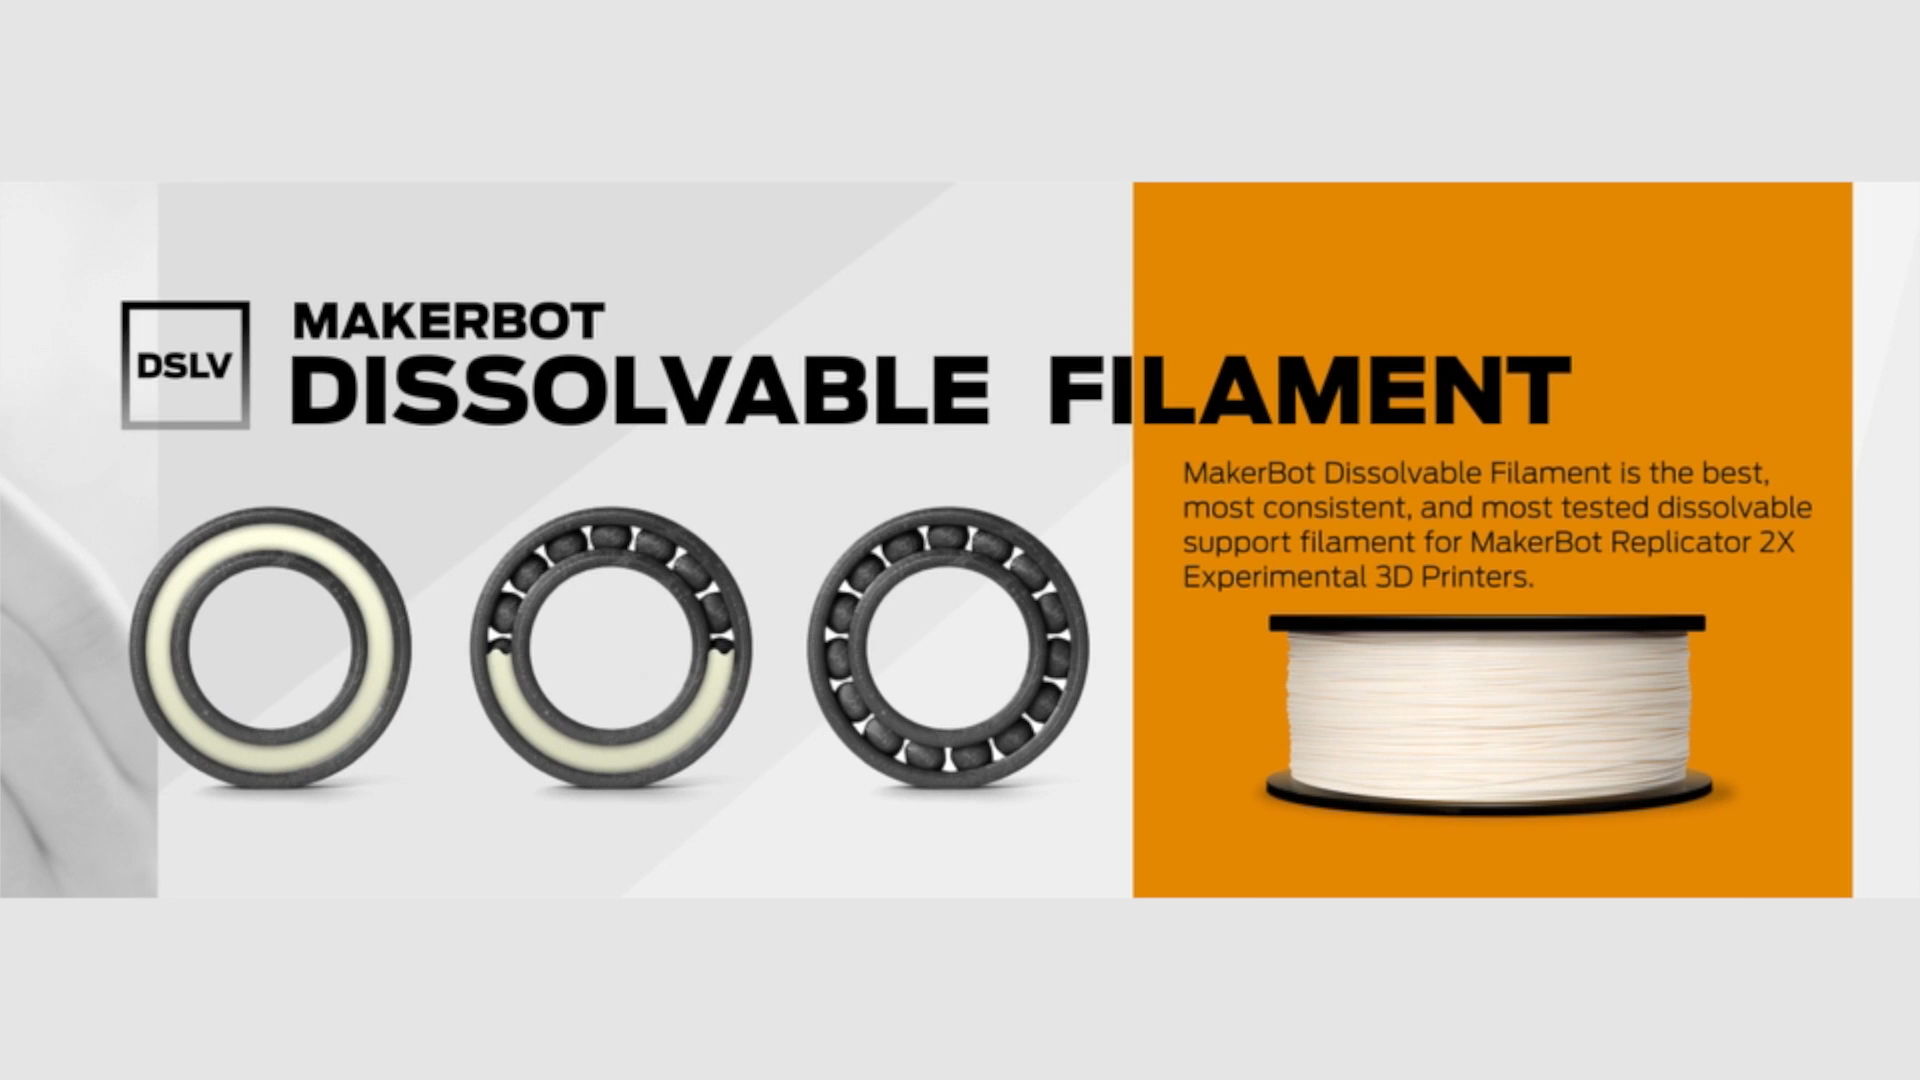 DSLV
MAKERBOT
DISSOLVABLE FILAMENT
MakerBot Dissolvable Filament is the best,
most consistent, and most tested dissolvable
support filament for MakerBot Replicator 2X
Experimental 3D Printers.